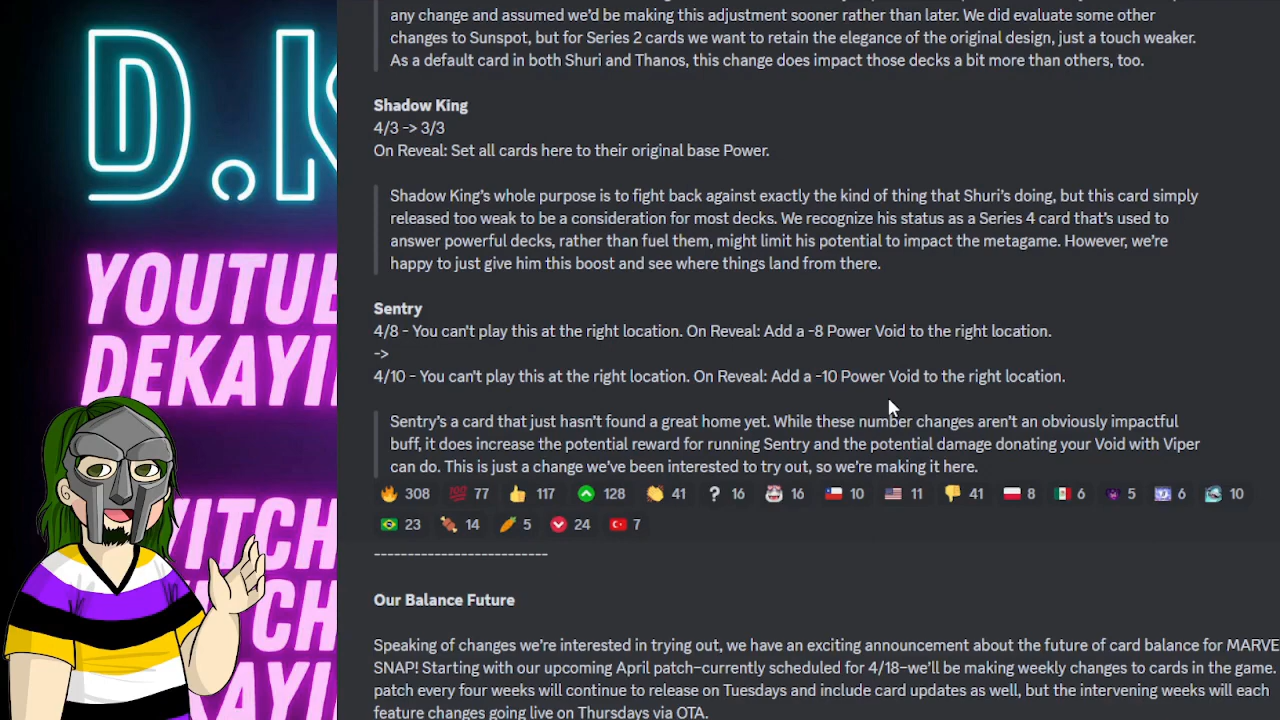 D.K
YOUTUB
DEKAYI
any change and assumed we'd be making this adjustment sooner rather than later. We did evaluate some other
changes to Sunspot, but for Series 2 cards we want to retain the elegance of the original design, just a touch weaker.
As a default card in both Shuri and Thanos, this change does impact those decks a bit more than others, too.
Shadow King
4/3 -> 3/3
On Reveal: Set all cards here to their original base Power.
Shadow King's whole purpose is to fight back against exactly the kind of thing that Shuri's doing, but this card simply
released too weak to be a consideration for most decks. We recognize his status as a Series 4 card that's used to
answer powerful decks, rather than fuel them, might limit his potential to impact the metagame. However, we're
happy to just give him this boost and see where things land from there.
Sentry
4/8 - You can't play this at the right location. On Reveal: Add a -8 Power Void to the right location.
->
4/10 - You can't play this at the right location. On Reveal: Add a -10 Power Void to the right location.
Sentry's a card that just hasn't found a great home yet. While these number changes aren't an obviously impactful
buff, it does increase the potential reward for running Sentry and the potential damage donating your Void with Viper
can do. This is just a change we've been interested to try out, so we're making it here.
308 77 117 128 41 ? 16 16 10 11 41 8 6 5 6 10
23 14 5 24 7
--------------------------
Our Balance Future
Speaking of changes we're interested in trying out, we have an exciting announcement about the future of card balance for MARVE
SNAP! Starting with our upcoming April patch–currently scheduled for 4/18–we'll be making weekly changes to cards in the game.
patch every four weeks will continue to release on Tuesdays and include card updates as well, but the intervening weeks will each
feature changes going live on Thursdays via OTA.